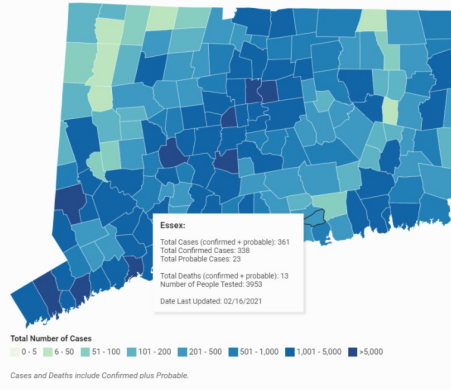 Essex:
Total Cases (confirmed + probable): 361
Total Confirmed Cases: 338
Total Probable Cases: 23
Total Deaths (confirmed + probable): 13
Number of People Tested: 3953
Date Last Updated: 02/16/2021
Total Number of Cases
0 - 5 6 - 50 51 - 100 101 - 200 201 - 500 501 - 1,000 1,001 - 5,000 >5,000
Cases and Deaths include Confirmed plus Probable.